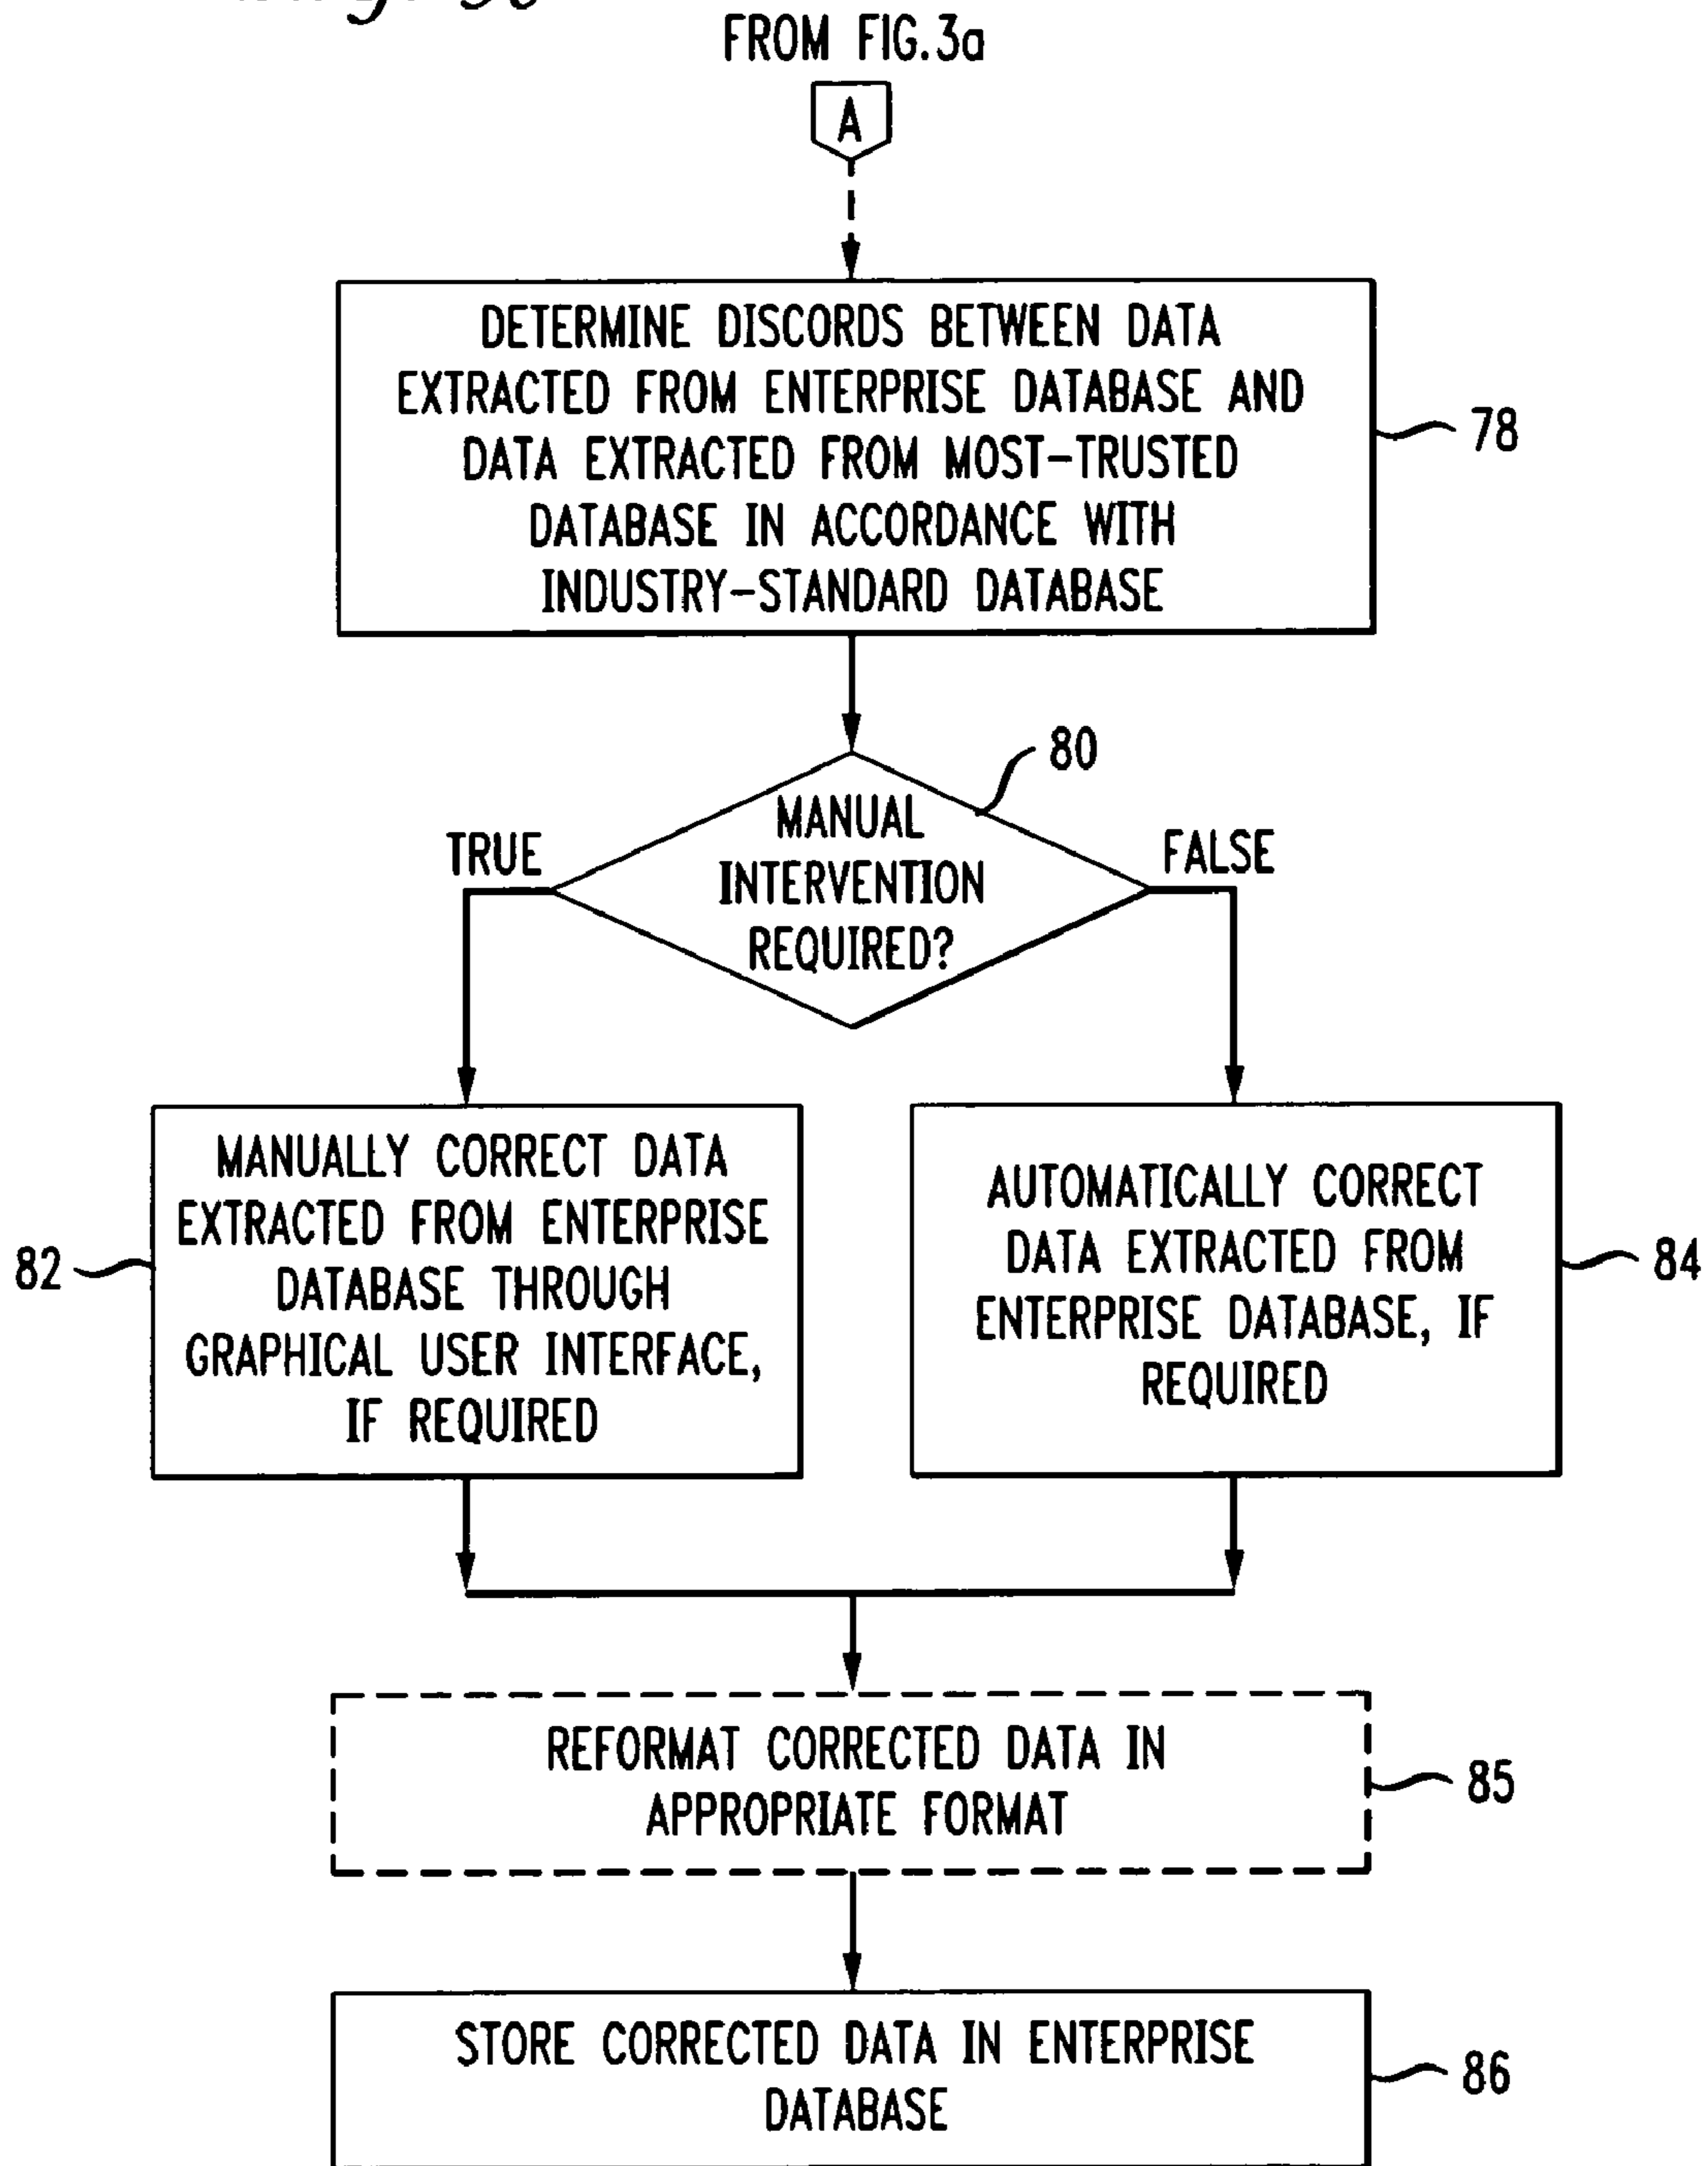 FROM FIG.3a
A
DETERMINE DISCORDS BETWEEN DATA
EXTRACTED FROM ENTERPRISE DATABASE AND
DATA EXTRACTED FROM MOST-TRUSTED
DATABASE IN ACCORDANCE WITH
INDUSTRY-STANDARD DATABASE
78
80
MANUAL
INTERVENTION
REQUIRED?
TRUE
FALSE
MANUALLY CORRECT DATA
EXTRACTED FROM ENTERPRISE
DATABASE THROUGH
GRAPHICAL USER INTERFACE,
IF REQUIRED
82
AUTOMATICALLY CORRECT
DATA EXTRACTED FROM
ENTERPRISE DATABASE, IF
REQUIRED
84
REFORMAT CORRECTED DATA IN
APPROPRIATE FORMAT
85
STORE CORRECTED DATA IN ENTERPRISE
DATABASE
86